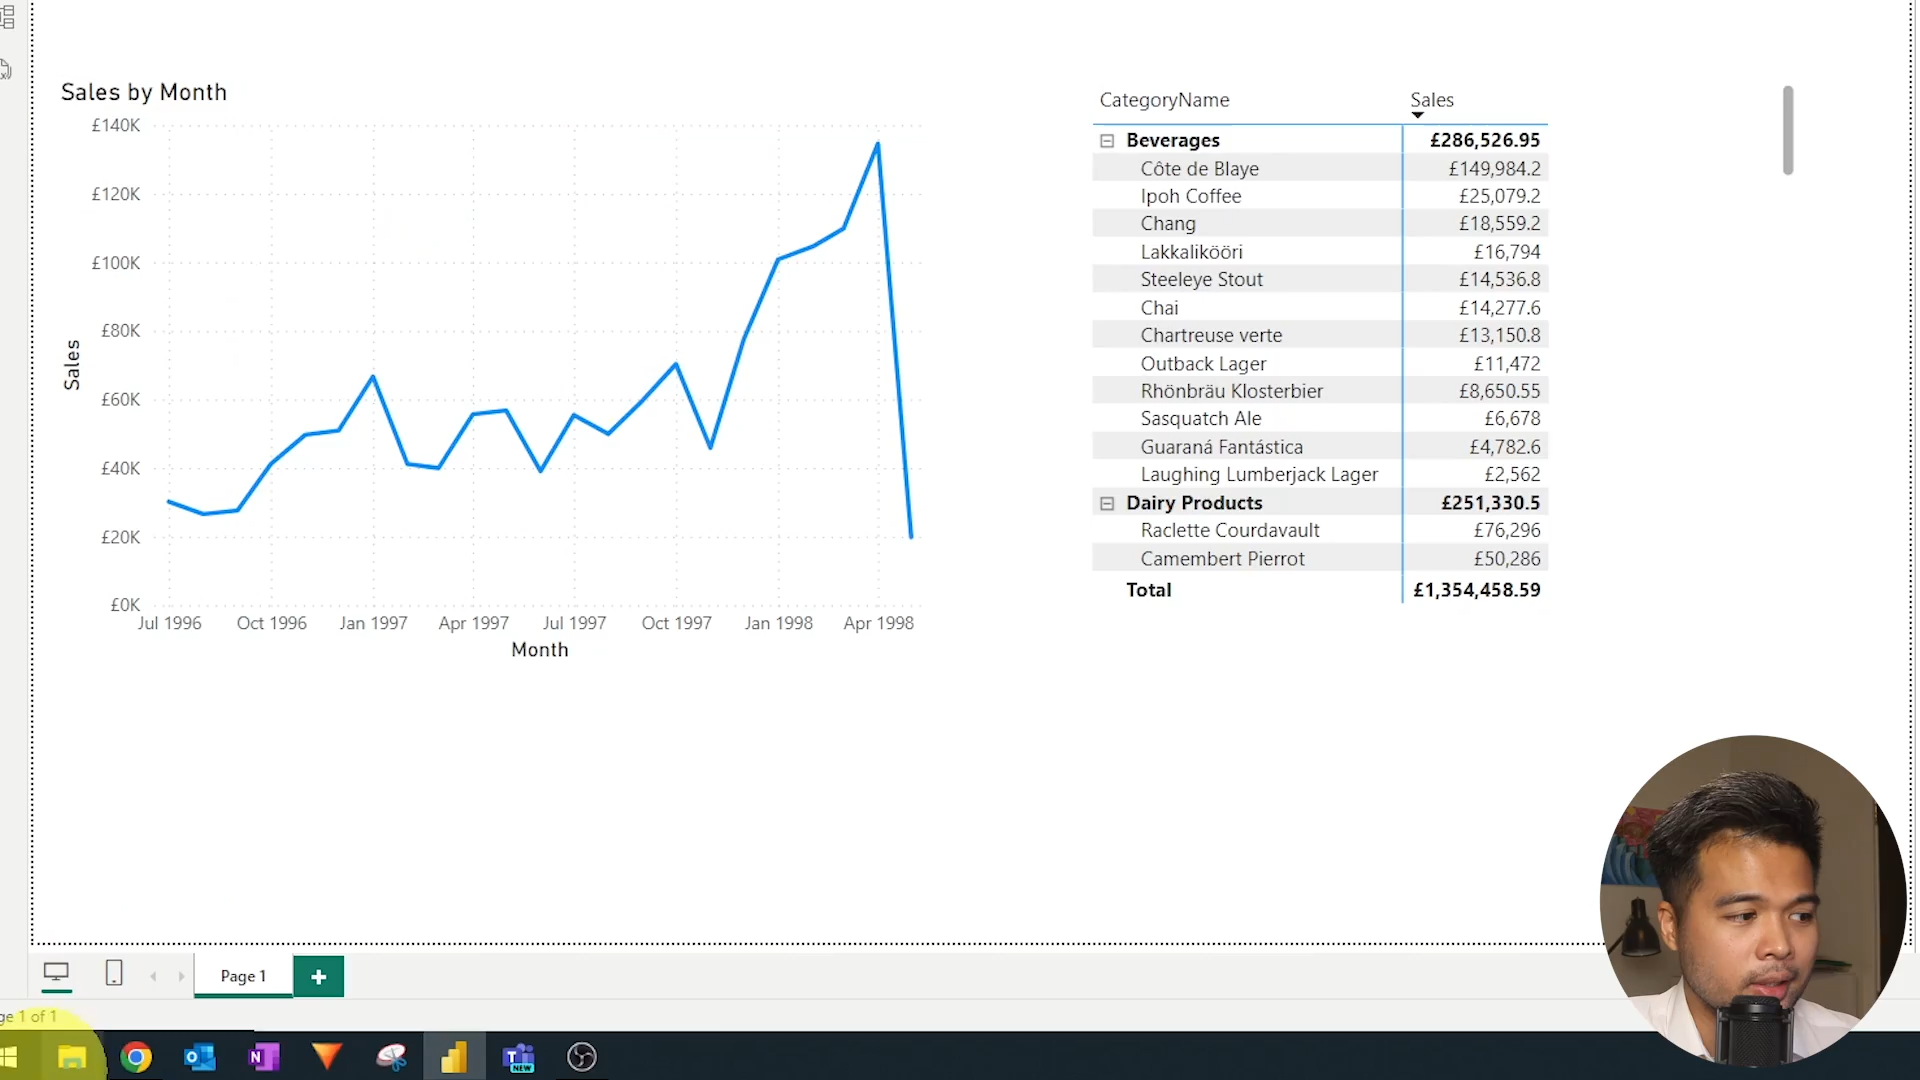 Sales by Month
£140K
£120K
£100K
£80K
£60K
£40K
£20K
£0K
Sales
Jul 1996 Oct 1996 Jan 1997 Apr 1997 Jul 1997 Oct 1997 Jan 1998 Apr 1998
Month
CategoryName Sales
Beverages £286,526.95
Côte de Blaye £149,984.2
Ipoh Coffee £25,079.2
Chang £18,559.2
Lakkalikööri £16,794
Steeleye Stout £14,536.8
Chai £14,277.6
Chartreuse verte £13,150.8
Outback Lager £11,472
Rhönbräu Klosterbier £8,650.55
Sasquatch Ale £6,678
Guaraná Fantástica £4,782.6
Laughing Lumberjack Lager £2,562
Dairy Products £251,330.5
Raclette Courdavault £76,296
Camembert Pierrot £50,286
Total £1,354,458.59
Page 1
ge 1 of 1
NEW